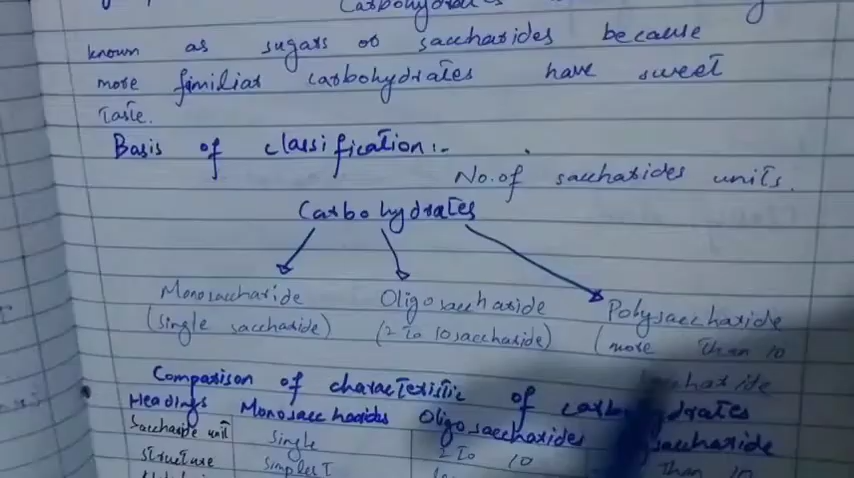 Carbohydrates
known as sugars or saccharides because
more familiar carbohydrates have sweet
taste.
Basis of classification:-
No. of saccharides units.
Carbohydrates
Monosaccharide Oligosaccharide Polysaccharide
(single saccharide) (2 to 10 saccharide) (more than 10
Comparison of characteristic of carbohydrates
Headings Monosaccharides Oligosaccharides saccharide
Saccharide unit single 2 to 10 than 10
structure simplest